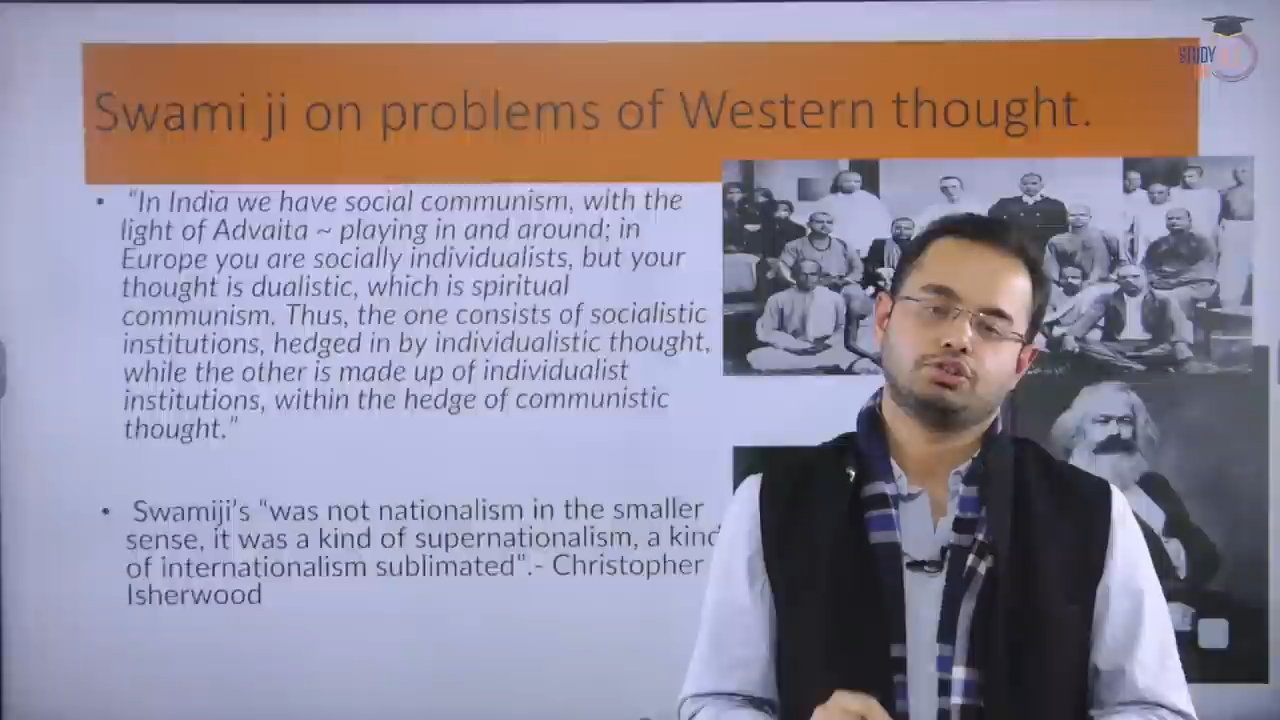 Swami ji on problems of Western thought.
• "In India we have social communism, with the
light of Advaita ~ playing in and around; in
Europe you are socially individualists, but your
thought is dualistic, which is spiritual
communism. Thus, the one consists of socialistic
institutions, hedged in by individualistic thought,
while the other is made up of individualist
institutions, within the hedge of communistic
thought."
• Swamiji's "was not nationalism in the smaller
sense, it was a kind of supernationalism, a kind
of internationalism sublimated".- Christopher
Isherwood
STUDY